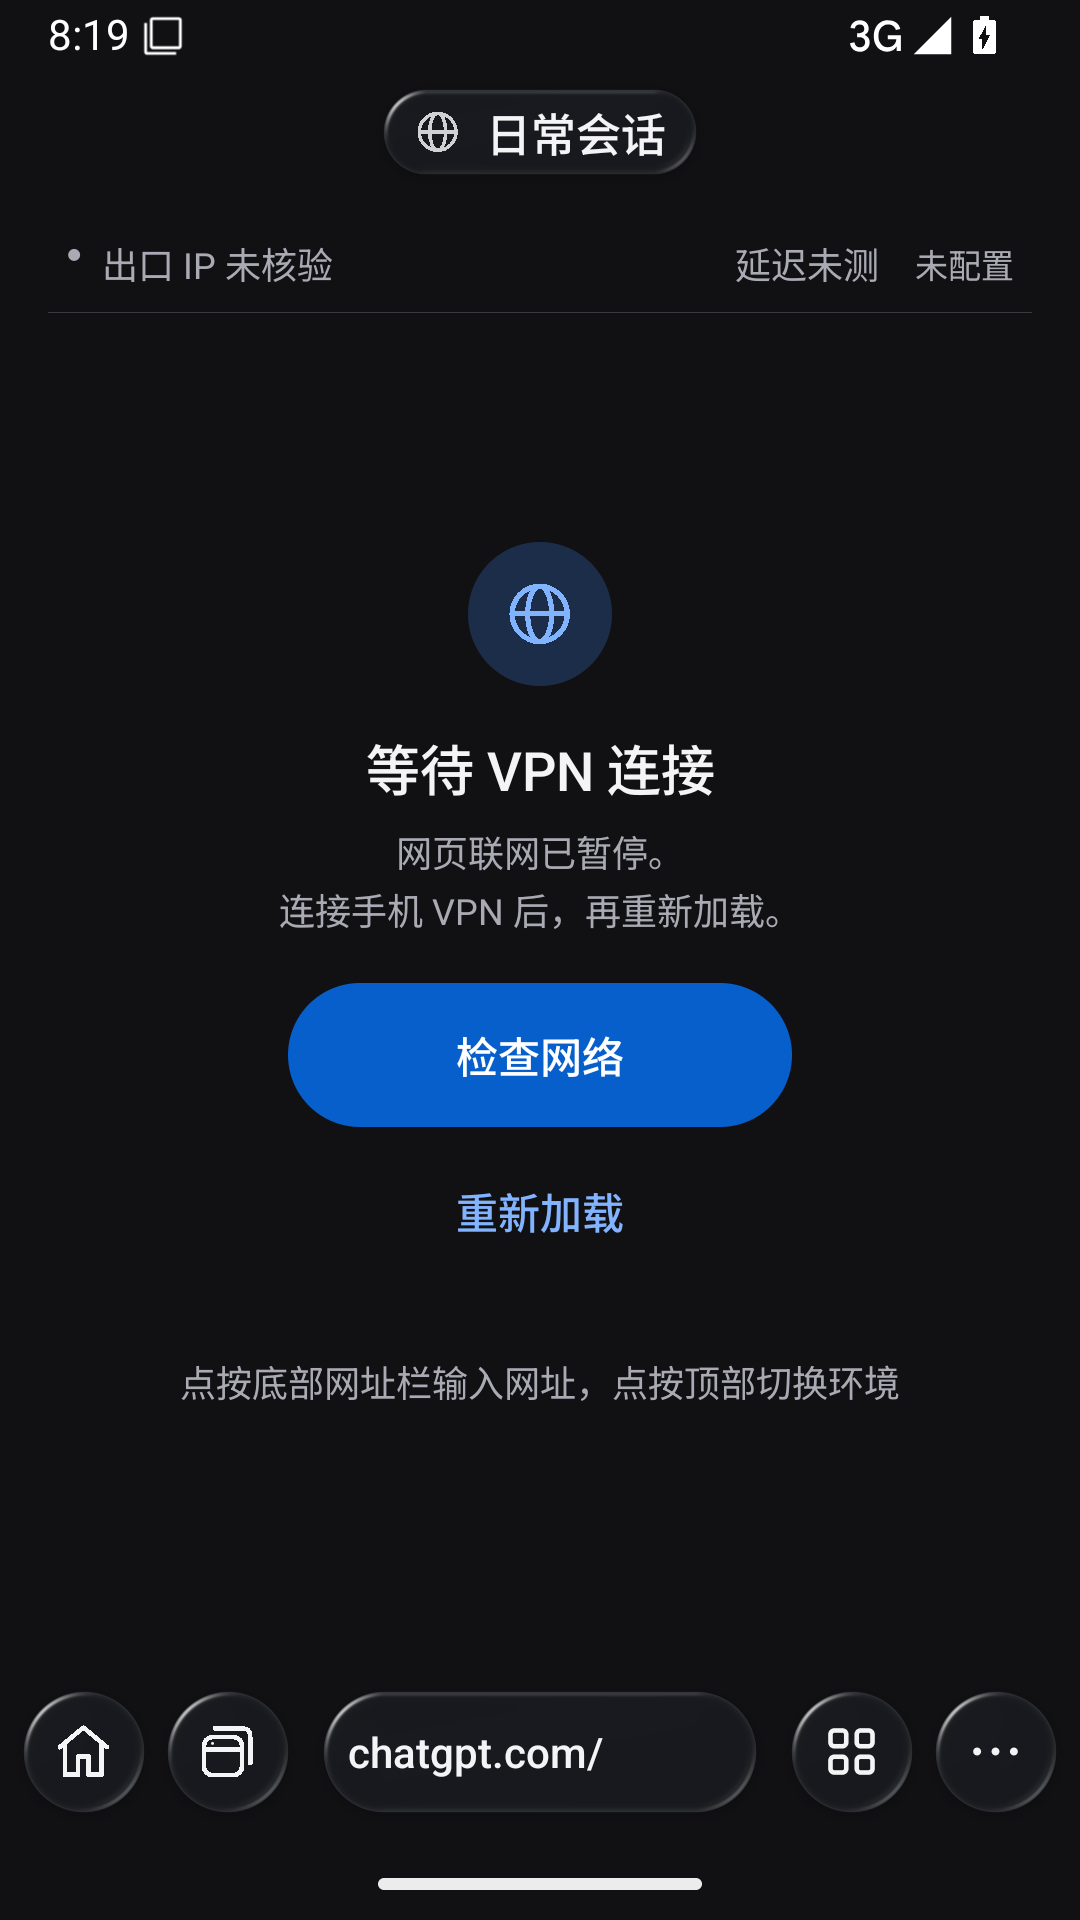 8:19
3G
日常会话
出口 IP 未核验 延迟未测 未配置
等待 VPN 连接
网页联网已暂停。
连接手机 VPN 后，再重新加载。
检查网络
重新加载
点按底部网址栏输入网址，点按顶部切换环境
chatgpt.com/